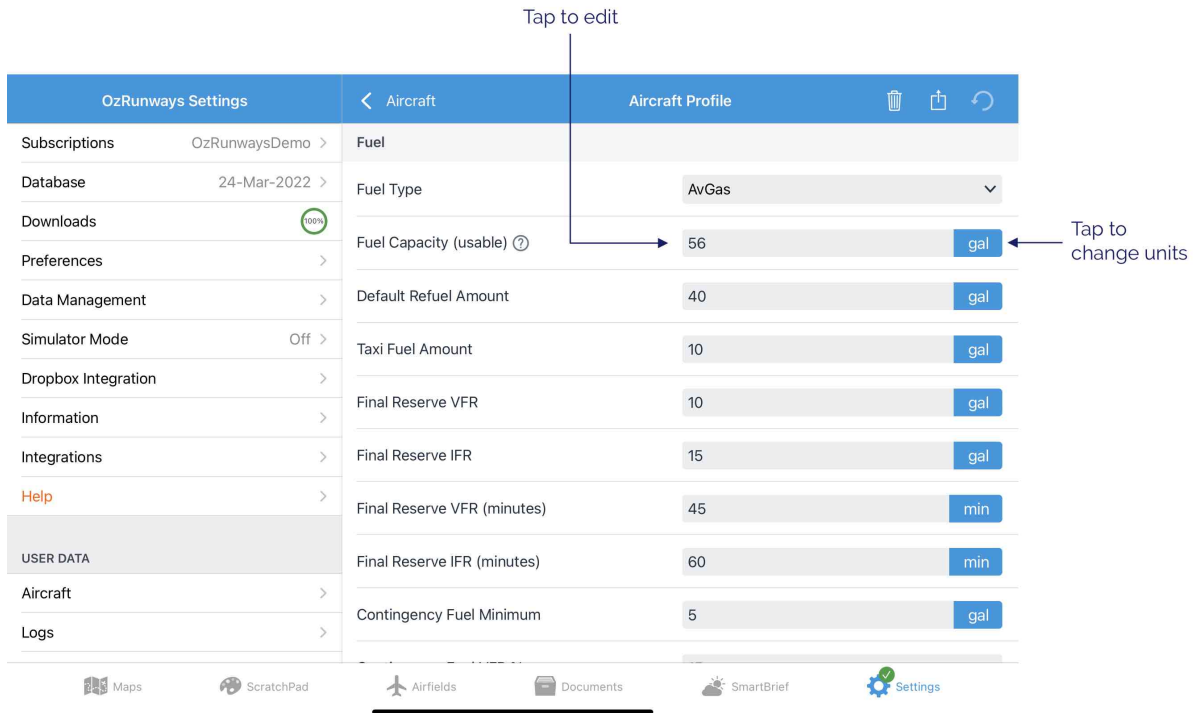 Tap to edit
OzRunways Settings
Aircraft
Aircraft Profile
Subscriptions OzRunwaysDemo
Database 24-Mar-2022
Downloads 100%
Preferences
Data Management
Simulator Mode Off
Dropbox Integration
Information
Integrations
Help
USER DATA
Aircraft
Logs
Fuel
Fuel Type AvGas
Fuel Capacity (usable) ? 56 gal
Default Refuel Amount 40 gal
Taxi Fuel Amount 10 gal
Final Reserve VFR 10 gal
Final Reserve IFR 15 gal
Final Reserve VFR (minutes) 45 min
Final Reserve IFR (minutes) 60 min
Contingency Fuel Minimum 5 gal
Tap to
change units
Maps ScratchPad Airfields Documents SmartBrief Settings